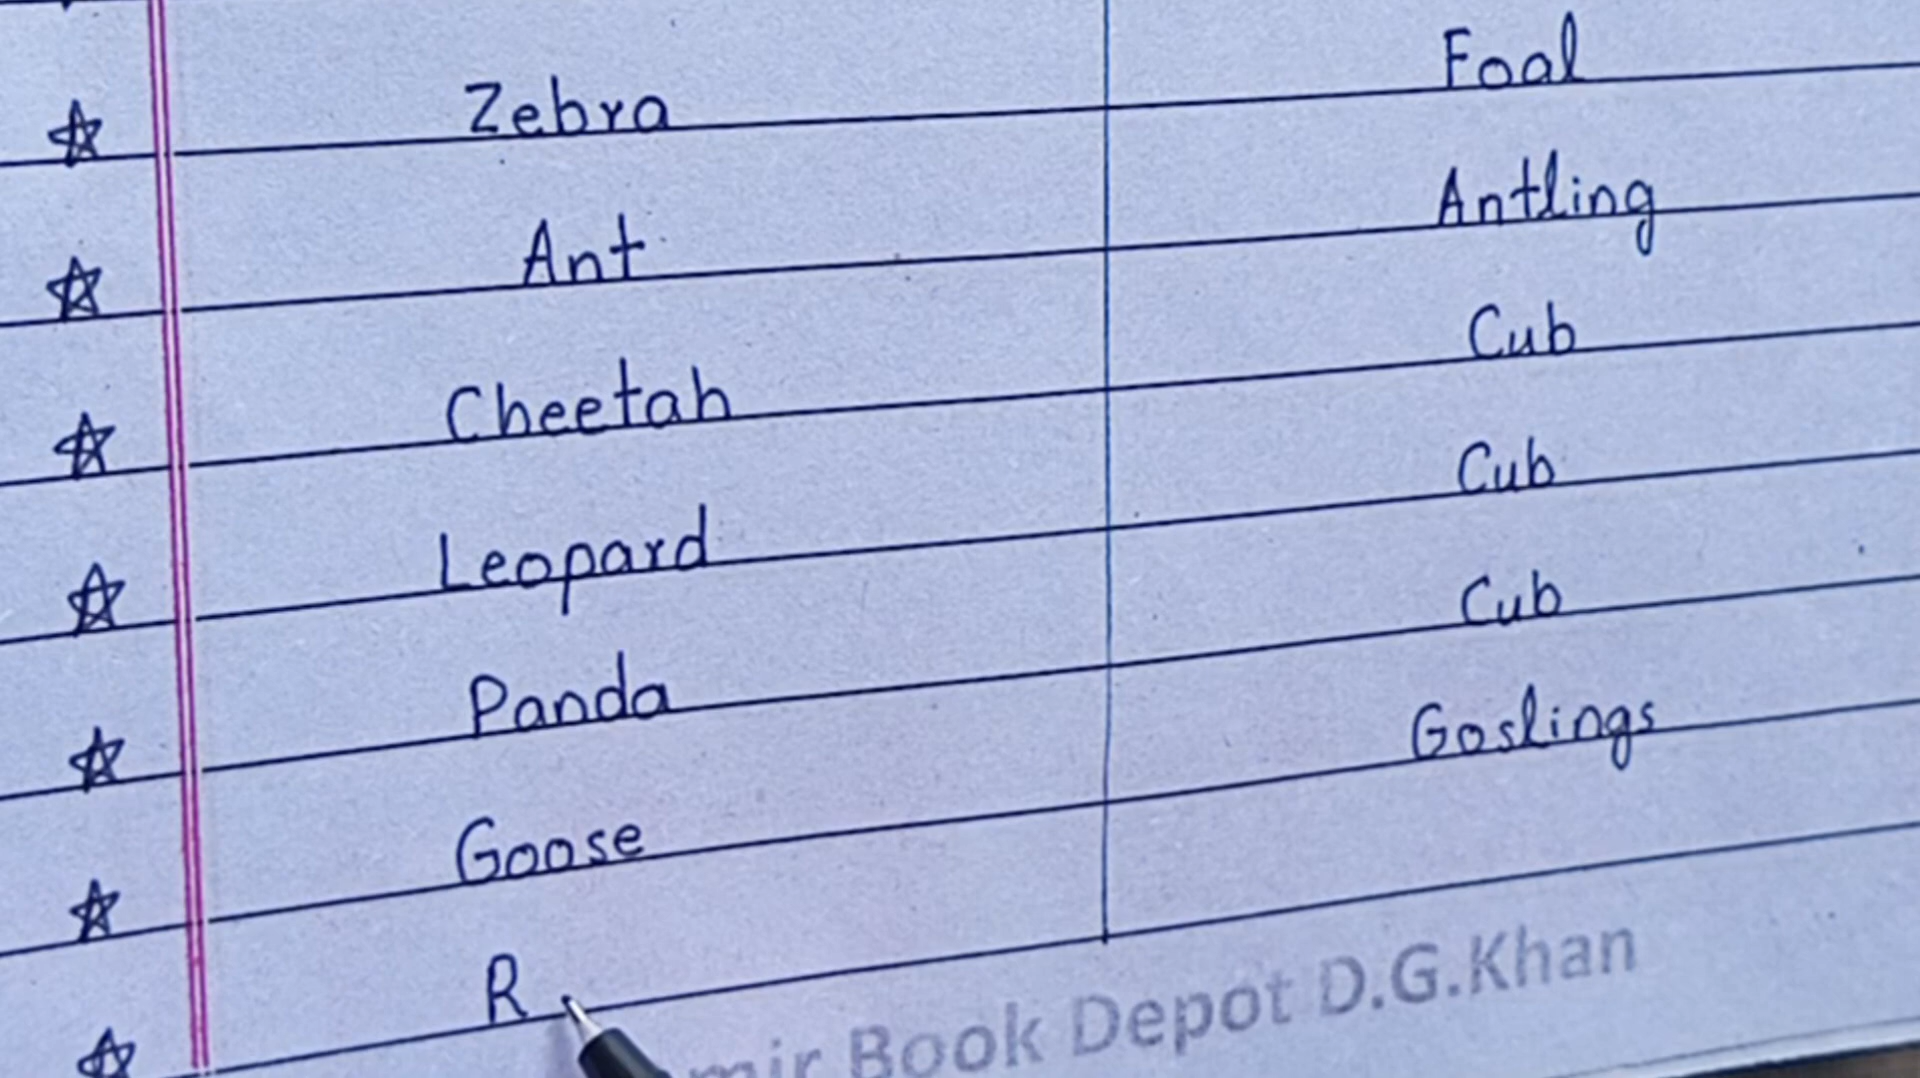 Zebra Foal
Ant Antling
Cheetah Cub
Leopard Cub
Panda Cub
Goose Goslings
R
Book Depot D.G.Khan